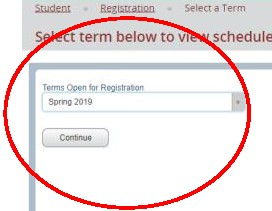 Student Registration Select a Term
Select term below to view schedule
Terms Open for Registration
Spring 2019
Continue